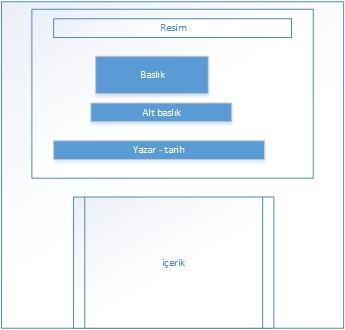 Resim
Baslık
Alt baslık
Yazar - tarih
içerik